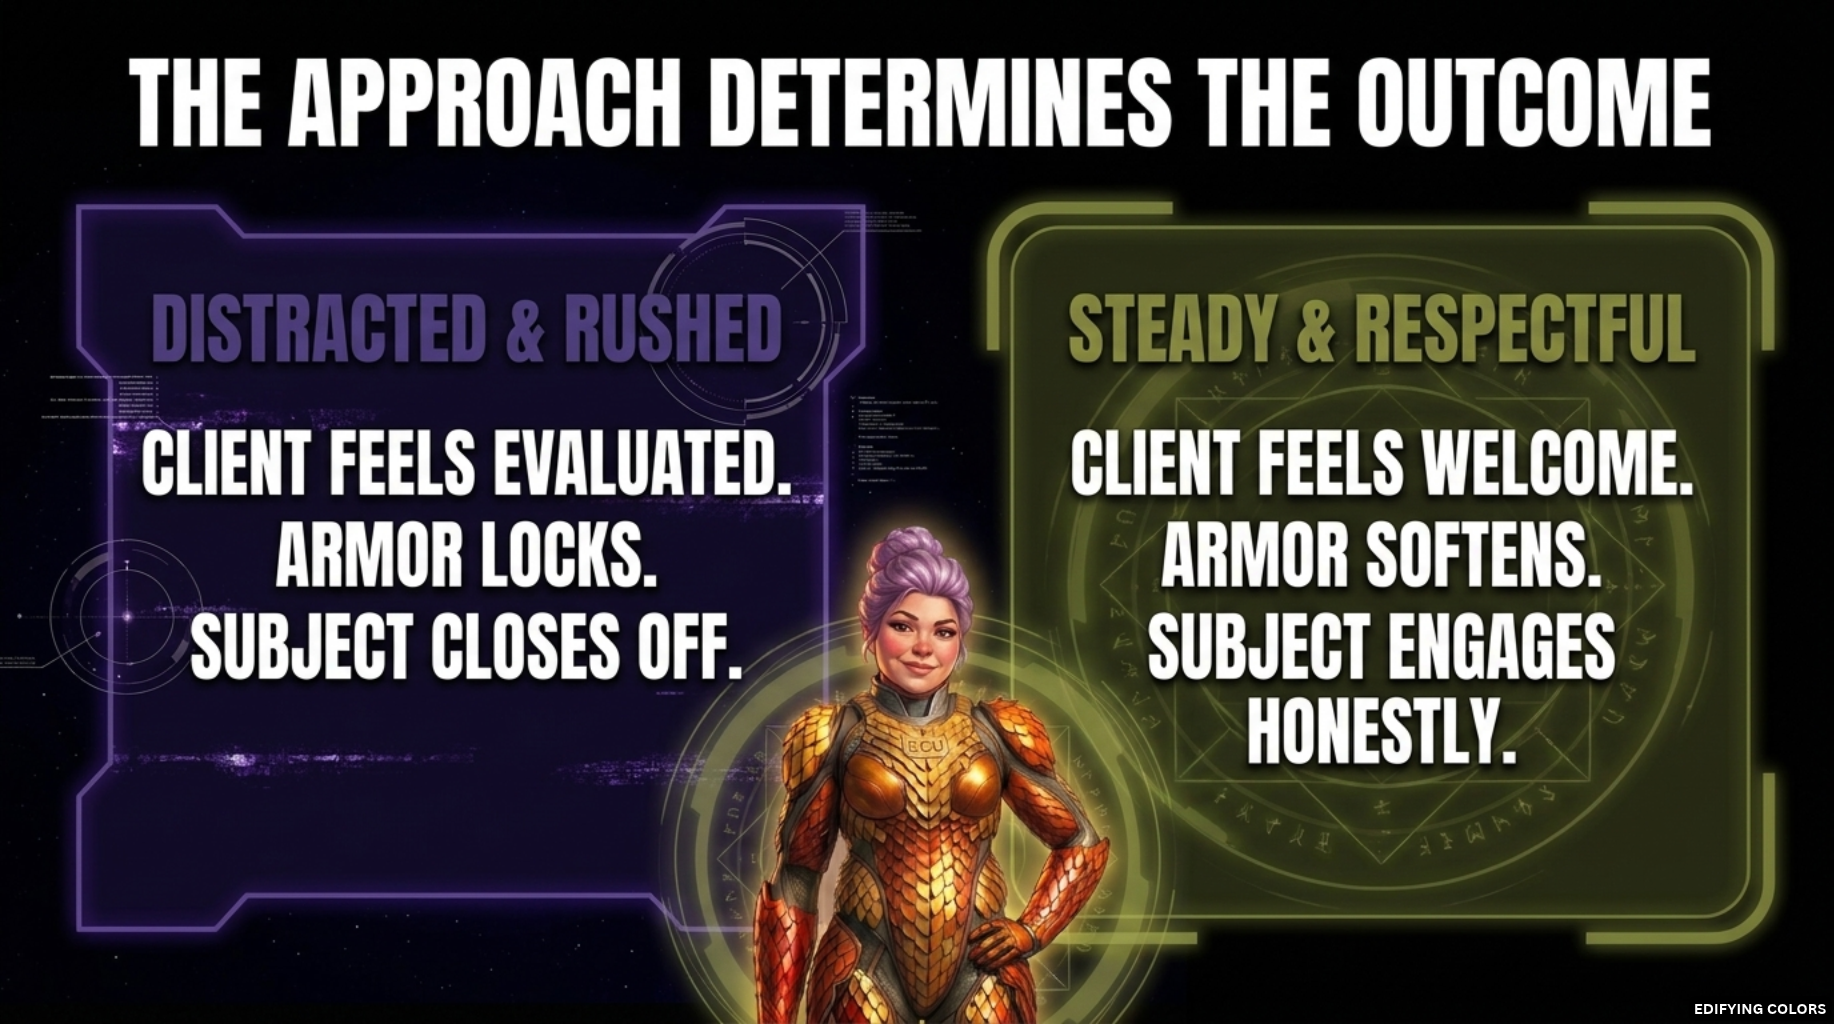 THE APPROACH DETERMINES THE OUTCOME
DISTRACTED & RUSHED
CLIENT FEELS EVALUATED.
ARMOR LOCKS.
SUBJECT CLOSES OFF.
STEADY & RESPECTFUL
CLIENT FEELS WELCOME.
ARMOR SOFTENS.
SUBJECT ENGAGES
HONESTLY.
ECU
EDIFYING COLORS